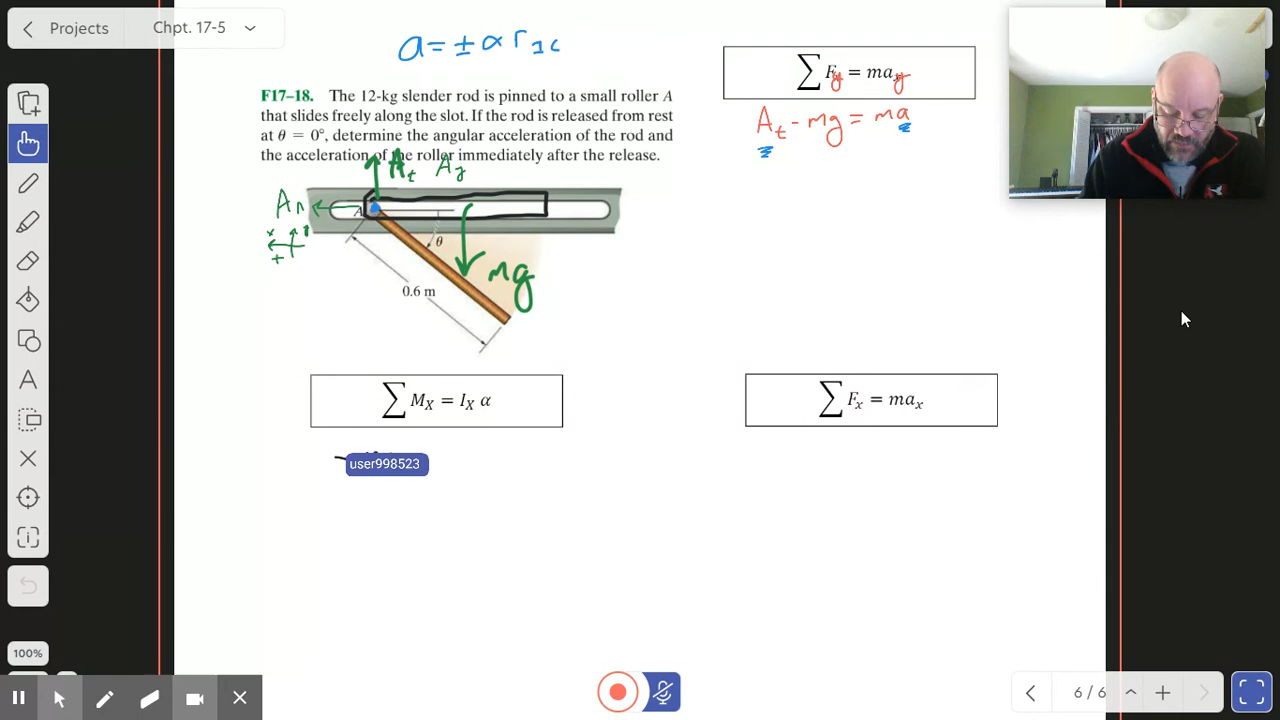 Projects
Chpt. 17-5
a = ± α r
F17–18. The 12-kg slender rod is pinned to a small roller A
that slides freely along the slot. If the rod is released from rest
at θ = 0°, determine the angular acceleration of the rod and
the acceleration of the roller immediately after the release.
∑ Fy = may
At - mg = ma
At Ay
An
A
x
+
θ
mg
0.6 m
∑ MX = IX α
∑ Fx = max
user998523
A
100%
6 / 6